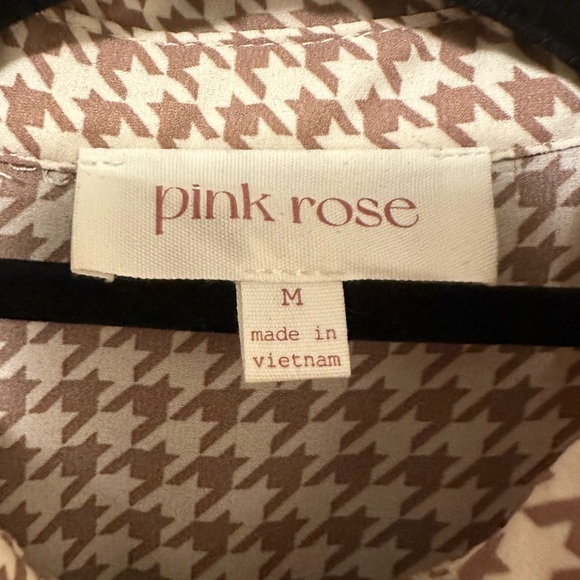 pink rose
M
made in
vietnam